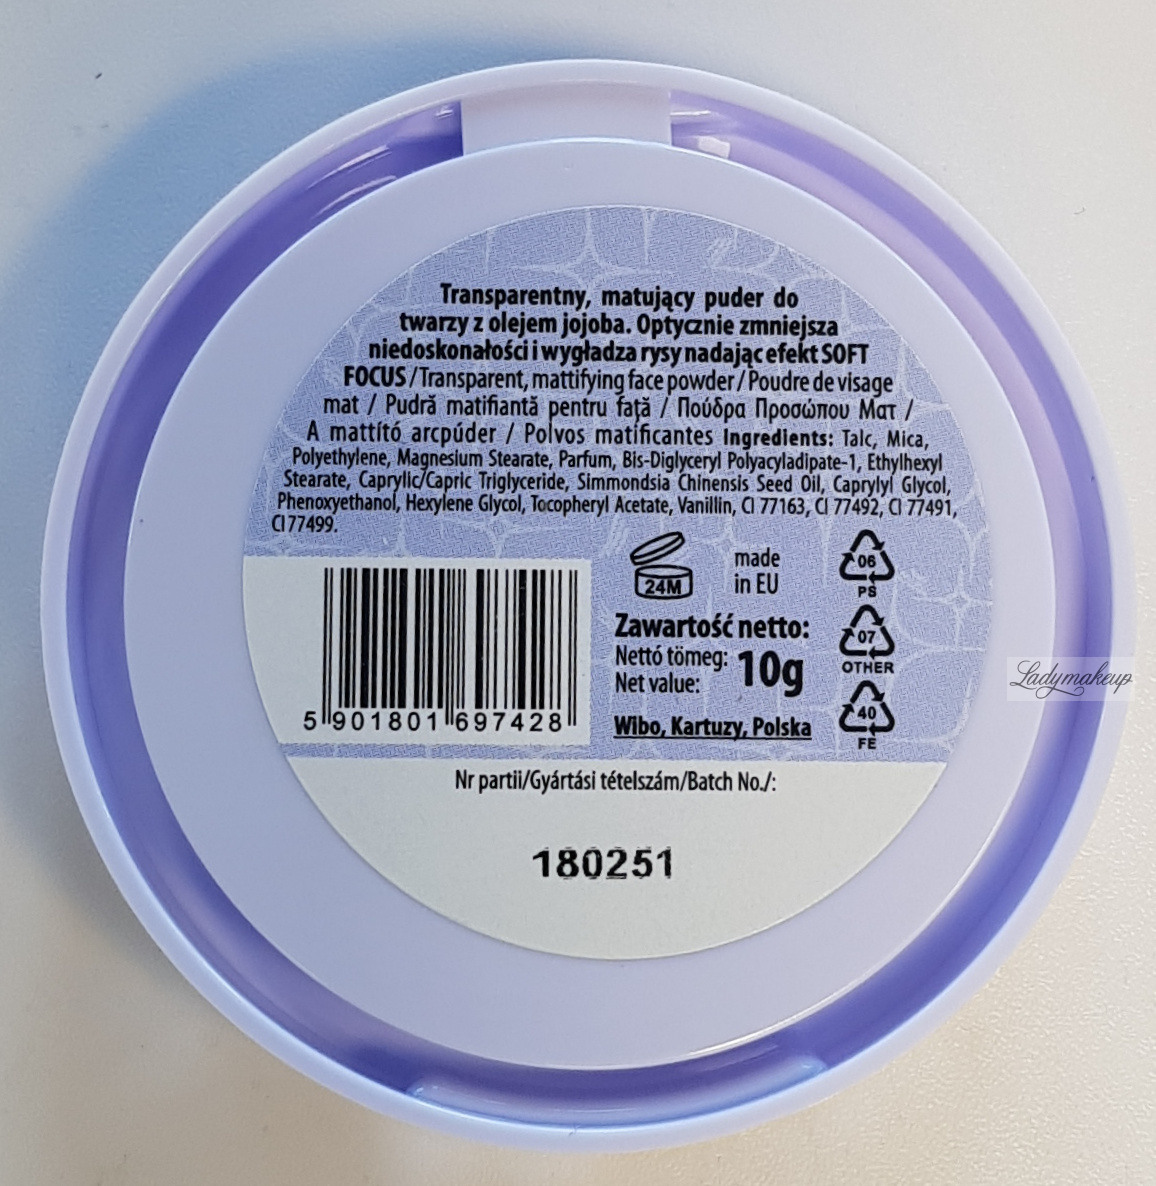 Transparentny, matujący puder do
twarzy z olejem jojoba. Optycznie zmniejsza
niedoskonałości i wygładza rysy nadając efekt SOFT
FOCUS / Transparent, mattifying face powder / Poudre de visage
mat / Pudră matifiantă pentru față / Πούδρα Προσώπου Ματ /
A mattító arcpúder / Polvos matificantes Ingredients: Talc, Mica,
Polyethylene, Magnesium Stearate, Parfum, Bis-Diglyceryl Polyacyladipate-1, Ethylhexyl
Stearate, Caprylic/Capric Triglyceride, Simmondsia Chinensis Seed Oil, Caprylyl Glycol,
Phenoxyethanol, Hexylene Glycol, Tocopheryl Acetate, Vanillin, CI 77163, CI 77492, CI 77491,
CI 77499.
24M
made
in EU
06
PS
Zawartość netto:
Nettó tömeg:
Net value:
10g
07
OTHER
Wibo, Kartuzy, Polska
40
FE
5 901801 697428
Nr partii/Gyártási tételszám/Batch No./:
180251
Ladymakeup